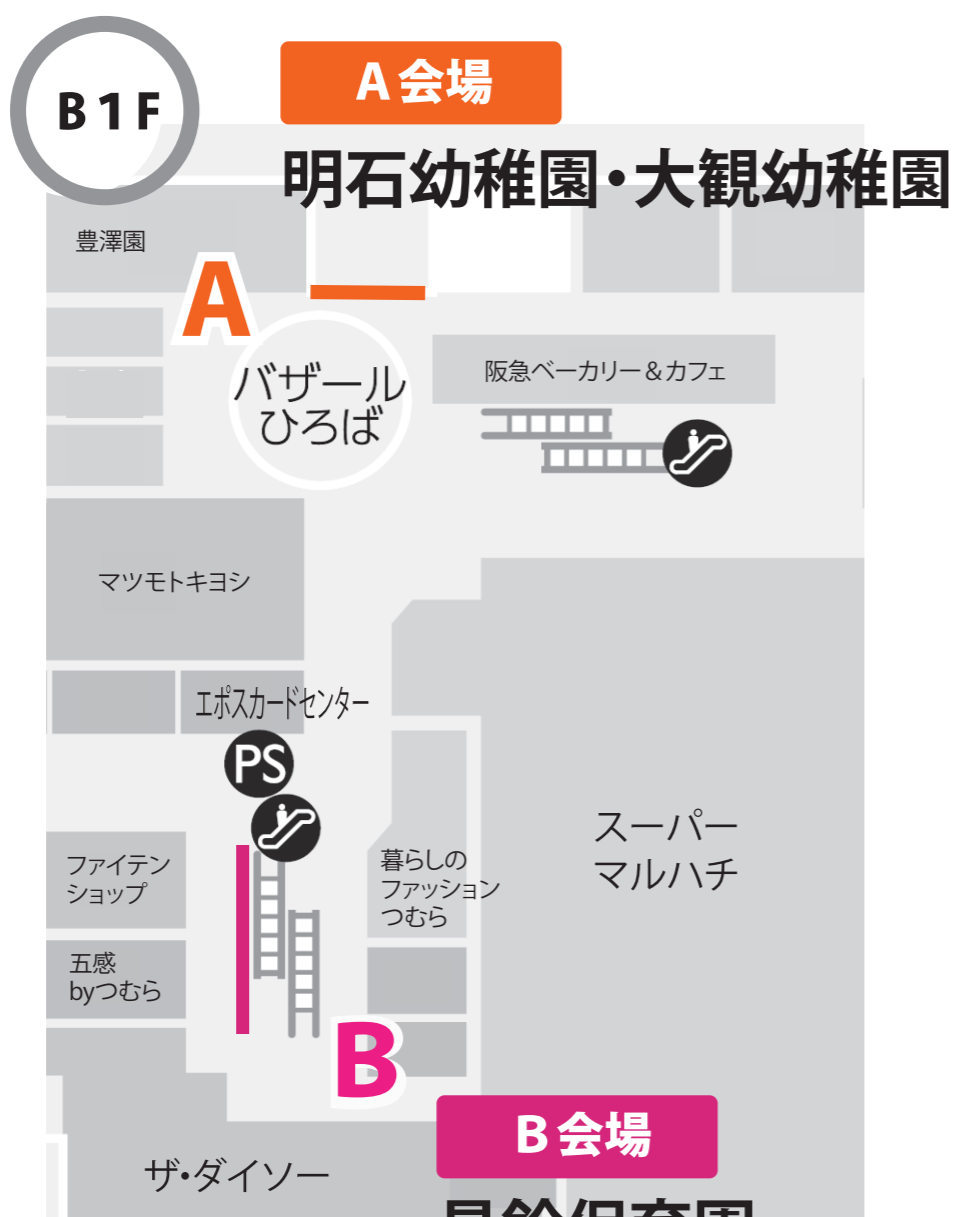 B1F
A会場
明石幼稚園・大観幼稚園
豊澤園
A
バザール
ひろば
阪急ベーカリー&カフェ
マツモトキヨシ
エポスカードセンター
PS
スーパー
マルハチ
ファイテン
ショップ
暮らしの
ファッション
つむら
五感
byつむら
B
B会場
ザ・ダイソー